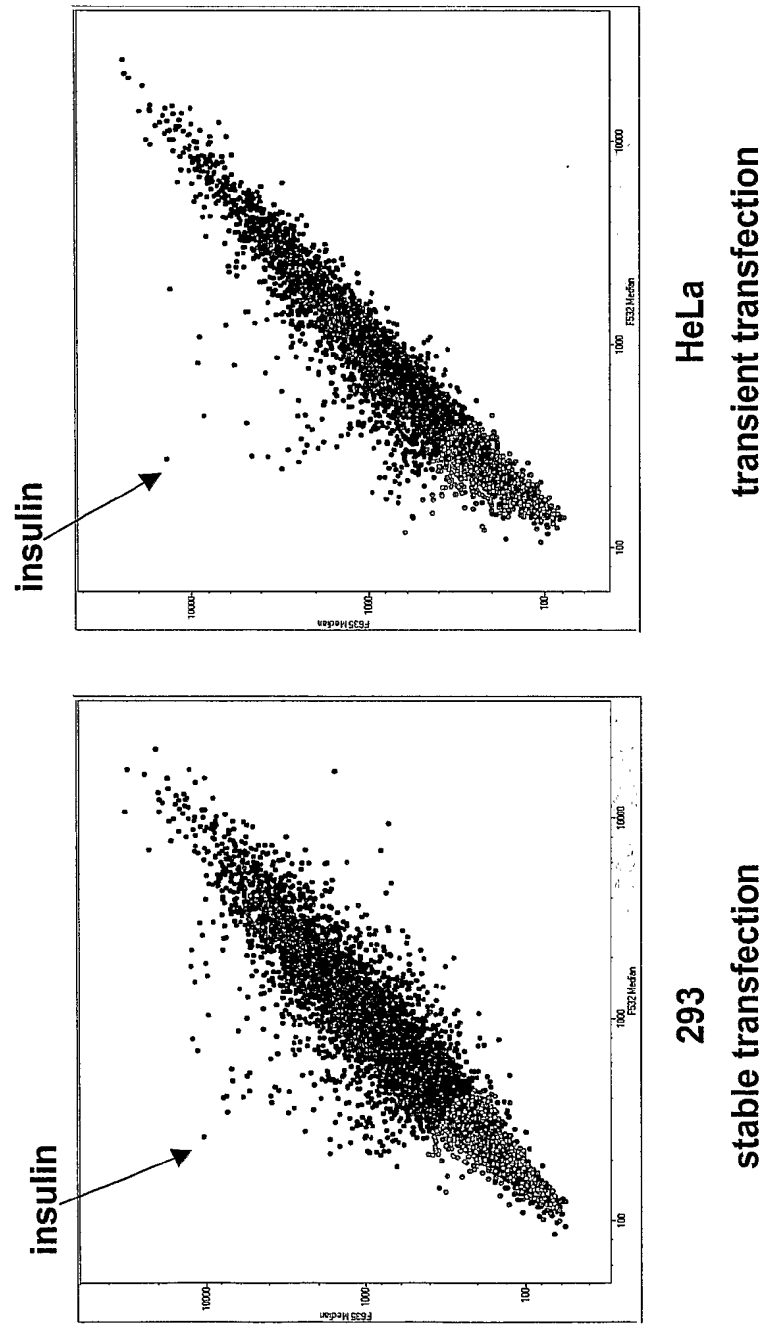 insulin
10000
1000
100
F635 Median
100
1000
10000
F532 Median
293
stable transfection
insulin
10000
1000
100
F635 Median
100
1000
10000
F532 Median
HeLa
transient transfection